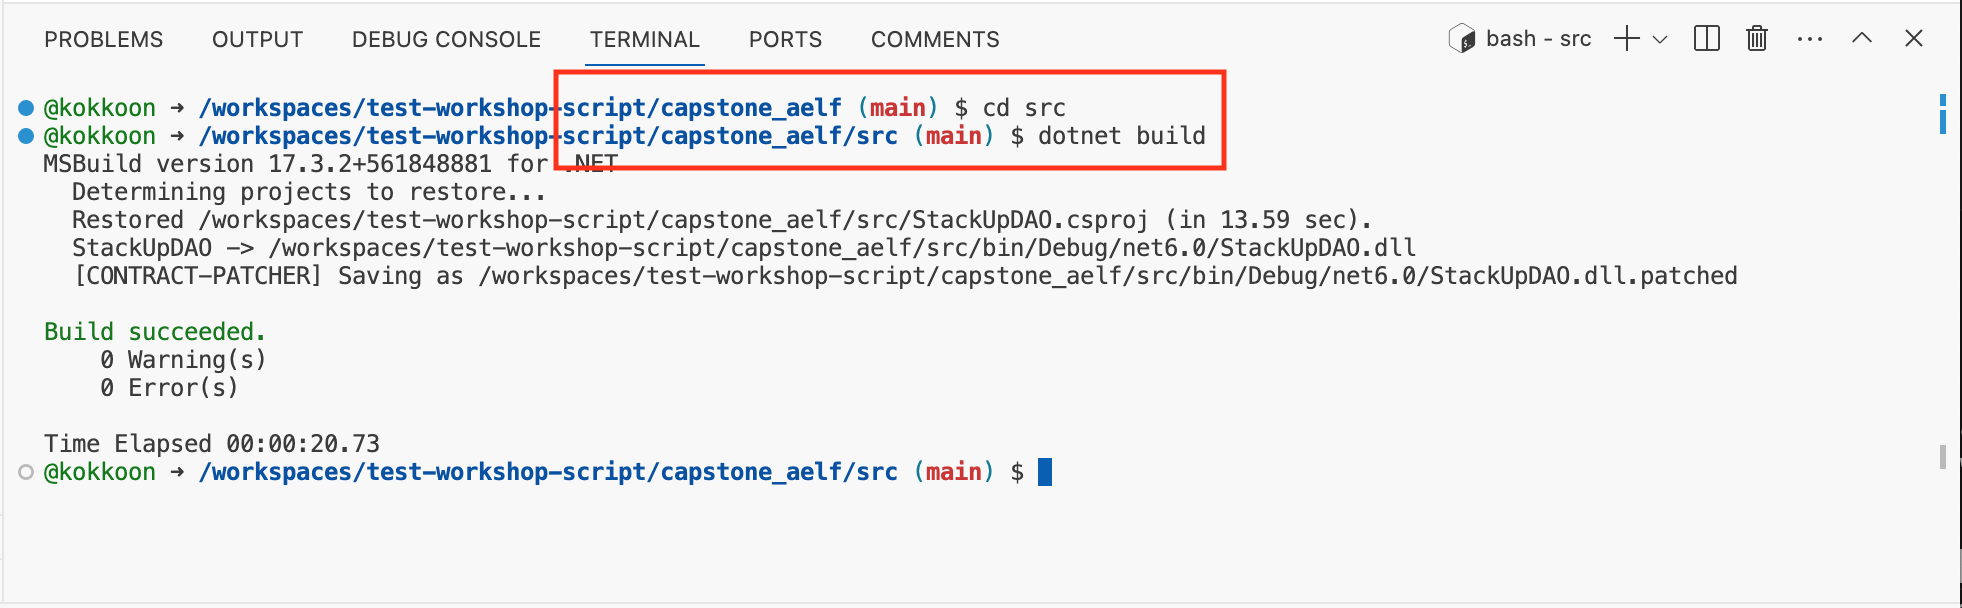 PROBLEMS OUTPUT DEBUG CONSOLE TERMINAL PORTS COMMENTS bash - src
@kokkoon ➜ /workspaces/test-workshop-script/capstone_aelf (main) $ cd src
@kokkoon ➜ /workspaces/test-workshop-script/capstone_aelf/src (main) $ dotnet build
MSBuild version 17.3.2+561848881 for .NET
Determining projects to restore...
Restored /workspaces/test-workshop-script/capstone_aelf/src/StackUpDAO.csproj (in 13.59 sec).
StackUpDAO -> /workspaces/test-workshop-script/capstone_aelf/src/bin/Debug/net6.0/StackUpDAO.dll
[CONTRACT-PATCHER] Saving as /workspaces/test-workshop-script/capstone_aelf/src/bin/Debug/net6.0/StackUpDAO.dll.patched
Build succeeded.
0 Warning(s)
0 Error(s)
Time Elapsed 00:00:20.73
@kokkoon ➜ /workspaces/test-workshop-script/capstone_aelf/src (main) $